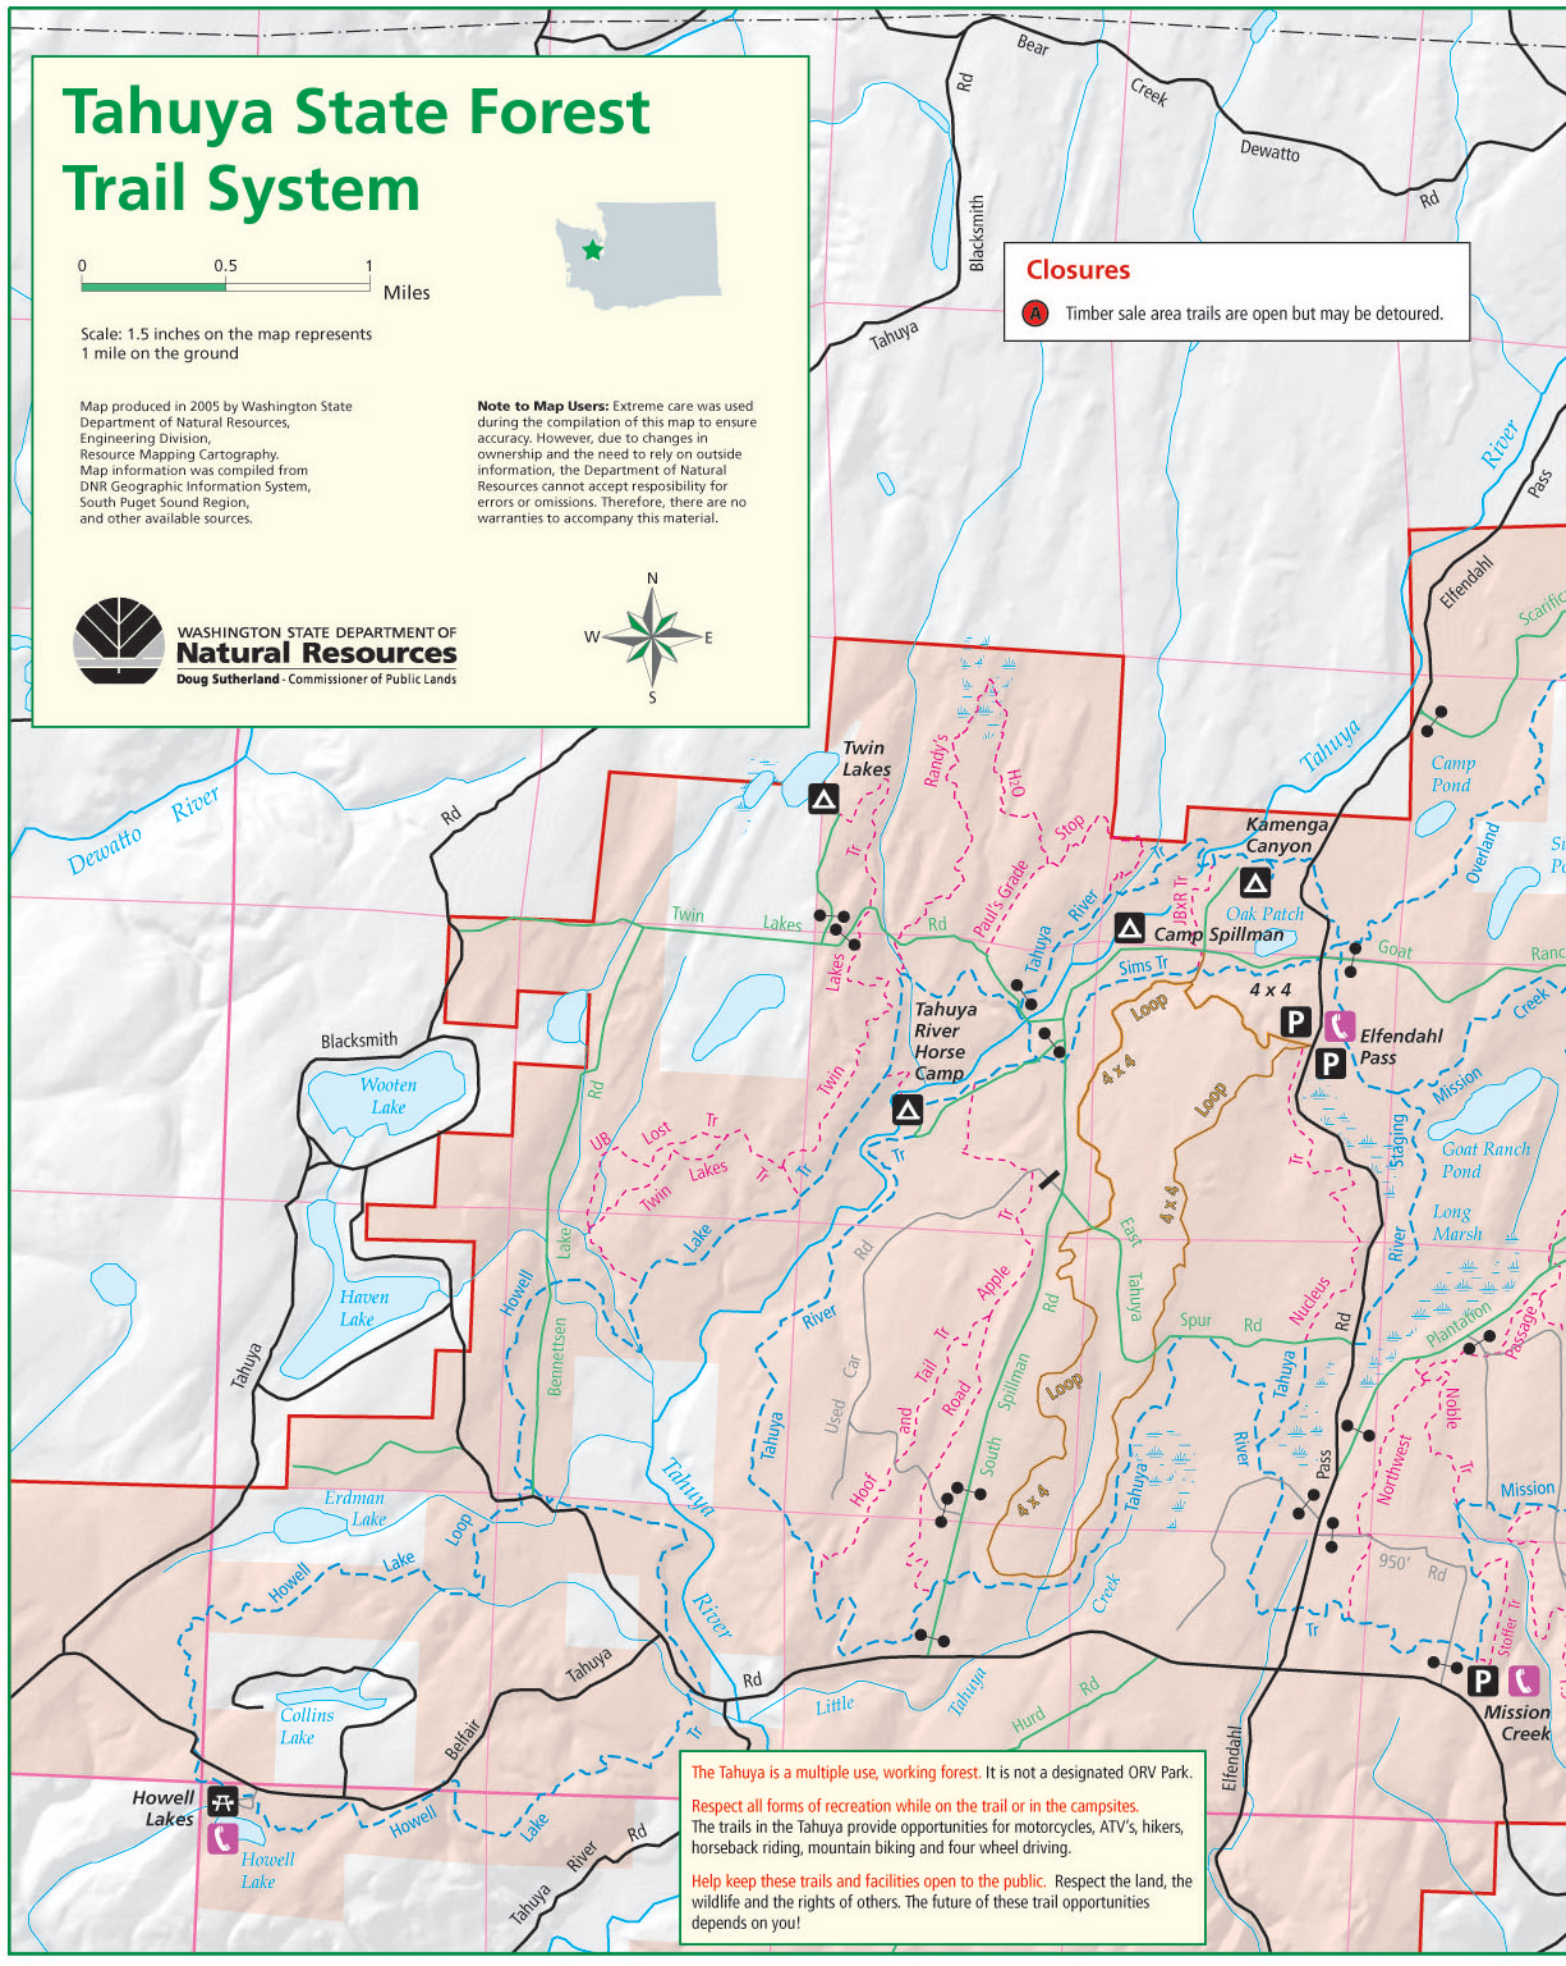 Tahuya State Forest
Trail System
0 0.5 1
Miles
Scale: 1.5 inches on the map represents
1 mile on the ground
Map produced in 2005 by Washington State
Department of Natural Resources,
Engineering Division,
Resource Mapping Cartography.
Map information was compiled from
DNR Geographic Information System,
South Puget Sound Region,
and other available sources.
Note to Map Users: Extreme care was used
during the compilation of this map to ensure
accuracy. However, due to changes in
ownership and the need to rely on outside
information, the Department of Natural
Resources cannot accept resposibility for
errors or omissions. Therefore, there are no
warranties to accompany this material.
WASHINGTON STATE DEPARTMENT OF
Natural Resources
Doug Sutherland - Commissioner of Public Lands
N
W
E
S
Bear
Creek
Dewatto
Rd
Rd
Blacksmith
Tahuya
Closures
A Timber sale area trails are open but may be detoured.
River
Pass
Elfendahl
Scarific
Tahuya
Camp
Pond
Overland
Dewatto River
Rd
Twin
Lakes
Randy's
H2O
Stop
Paul's Grade
Tr
Kamenga
Canyon
Tr
River
Tahuya
JBxR Tr
Oak Patch
Camp Spillman
Sims Tr
Twin Lakes Rd
Goat
Ranc
Lakes
Twin
Tahuya
River
Horse
Camp
4 x 4
P
P
Elfendahl
Pass
Loop
4 x 4
Loop
4 x 4
Creek
Mission
Goat Ranch
Pond
Long
Marsh
Staging
River
Blacksmith
Wooten
Lake
Haven
Lake
Tahuya
Rd
Lake
Bennettsen
UB Lost Tr
Twin Lakes Tr
Tr
Lake
Howell
Tr
River
Tahuya
Rd
Used Car
Tr
Apple
Road
Hoof and Tail Tr
Rd
Spillman
South
East
Tahuya
Spur Rd
Loop
4 x 4
Tr
Nucleus
Rd
Pass
Tahuya
River
Tr
Plantation
Passage
Noble
Tr
Northwest
Mission
950' Rd
Stoffer Tr
P
Mission
Creek
Tahuya
Creek
Erdman
Lake
Howell Lake Loop
Tahuya
River
Collins
Lake
Belfair
Tahuya
Rd
Little
Tahuya
Hurd Rd
Elfendahl
Howell
Lakes
Howell
Lake
Howell Lake Tr
Tahuya River Rd
The Tahuya is a multiple use, working forest. It is not a designated ORV Park.
Respect all forms of recreation while on the trail or in the campsites.
The trails in the Tahuya provide opportunities for motorcycles, ATV's, hikers,
horseback riding, mountain biking and four wheel driving.
Help keep these trails and facilities open to the public. Respect the land, the
wildlife and the rights of others. The future of these trail opportunities
depends on you!